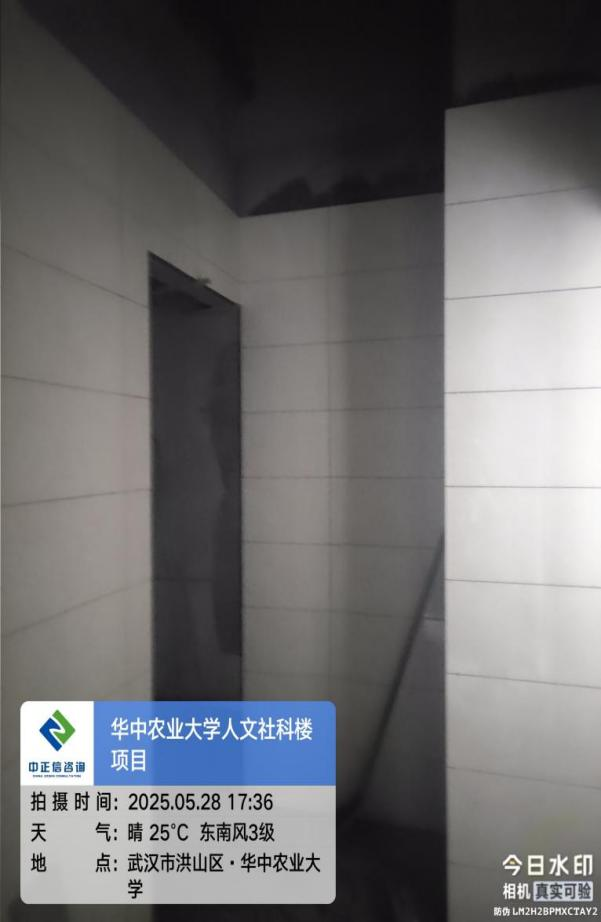 华中农业大学人文社科楼
项目
中正信咨询
拍摄时间：2025.05.28 17:36
天气：晴 25℃ 东南风3级
地点：武汉市洪山区·华中农业大
学
今日水印
相机 真实可验
防伪 LM2H2BPMXCTAY2